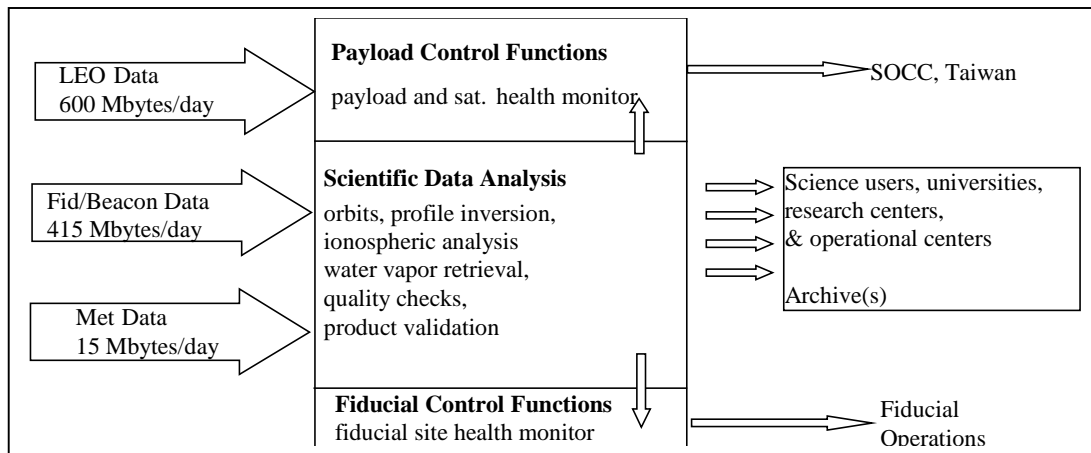 LEO Data
600 Mbytes/day
Fid/Beacon Data
415 Mbytes/day
Met Data
15 Mbytes/day
Payload Control Functions
payload and sat. health monitor
Scientific Data Analysis
orbits, profile inversion,
ionospheric analysis
water vapor retrieval,
quality checks,
product validation
Fiducial Control Functions
fiducial site health monitor
SOCC, Taiwan
Science users, universities,
research centers,
& operational centers
Archive(s)
Fiducial
Operations